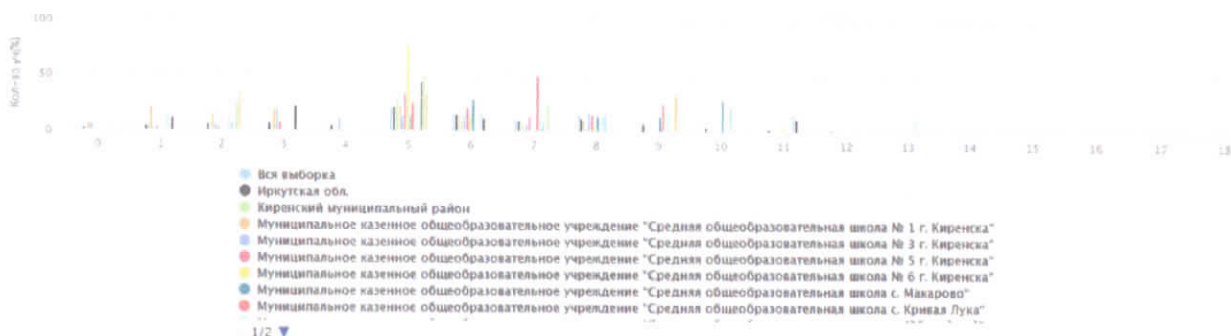 100
Кол-во уч(%)
50
0
0 1 2 3 4 5 6 7 8 9 10 11 12 13 14 15 16 17 18
Вся выборка
Иркутская обл.
Киренский муниципальный район
Муниципальное казенное общеобразовательное учреждение "Средняя общеобразовательная школа № 1 г. Киренска"
Муниципальное казенное общеобразовательное учреждение "Средняя общеобразовательная школа № 3 г. Киренска"
Муниципальное казенное общеобразовательное учреждение "Средняя общеобразовательная школа № 5 г. Киренска"
Муниципальное казенное общеобразовательное учреждение "Средняя общеобразовательная школа № 6 г. Киренска"
Муниципальное казенное общеобразовательное учреждение "Средняя общеобразовательная школа с. Макарово"
Муниципальное казенное общеобразовательное учреждение "Средняя общеобразовательная школа с. Кривая Лука"
1/2